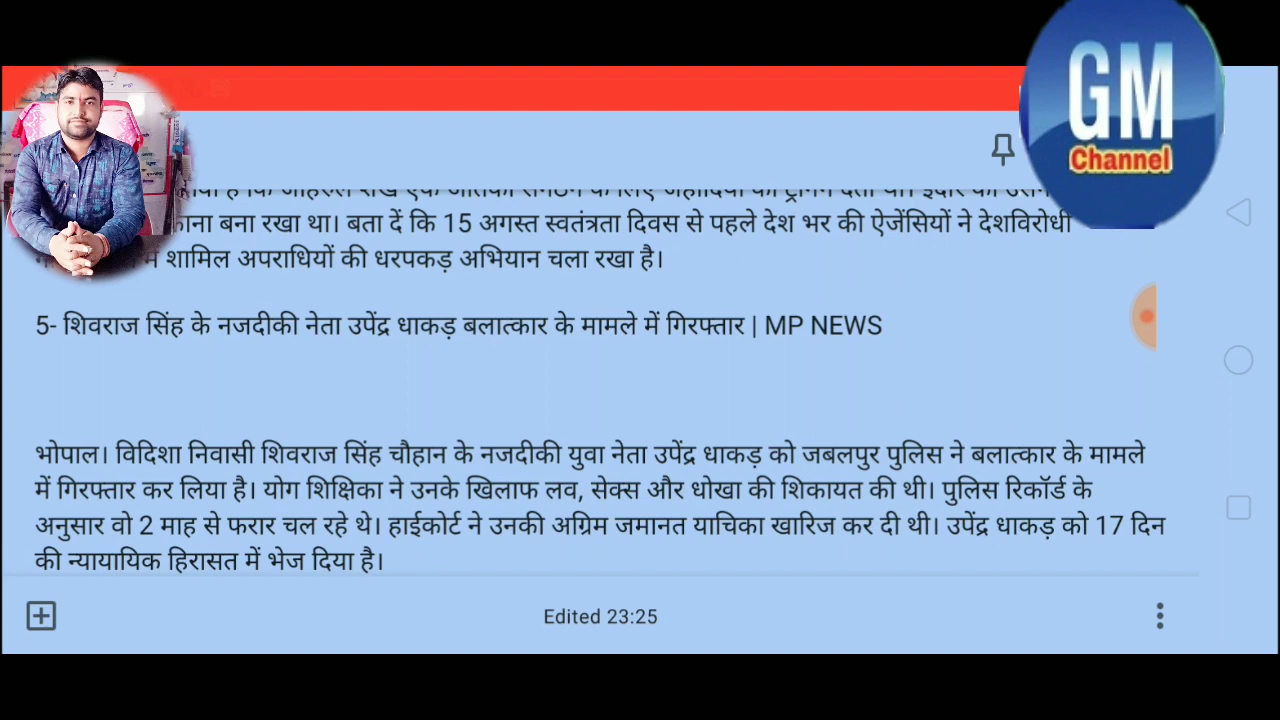 GM
Channel
काना बना रखा था। बता दें कि 15 अगस्त स्वतंत्रता दिवस से पहले देश भर की ऐजेंसियों ने देशविरोधी
में शामिल अपराधियों की धरपकड़ अभियान चला रखा है।
5- शिवराज सिंह के नजदीकी नेता उपेंद्र धाकड़ बलात्कार के मामले में गिरफ्तार | MP NEWS
भोपाल। विदिशा निवासी शिवराज सिंह चौहान के नजदीकी युवा नेता उपेंद्र धाकड़ को जबलपुर पुलिस ने बलात्कार के मामले
में गिरफ्तार कर लिया है। योग शिक्षिका ने उनके खिलाफ लव, सेक्स और धोखा की शिकायत की थी। पुलिस रिकॉर्ड के
अनुसार वो 2 माह से फरार चल रहे थे। हाईकोर्ट ने उनकी अग्रिम जमानत याचिका खारिज कर दी थी। उपेंद्र धाकड़ को 17 दिन
की न्यायायिक हिरासत में भेज दिया है।
Edited 23:25